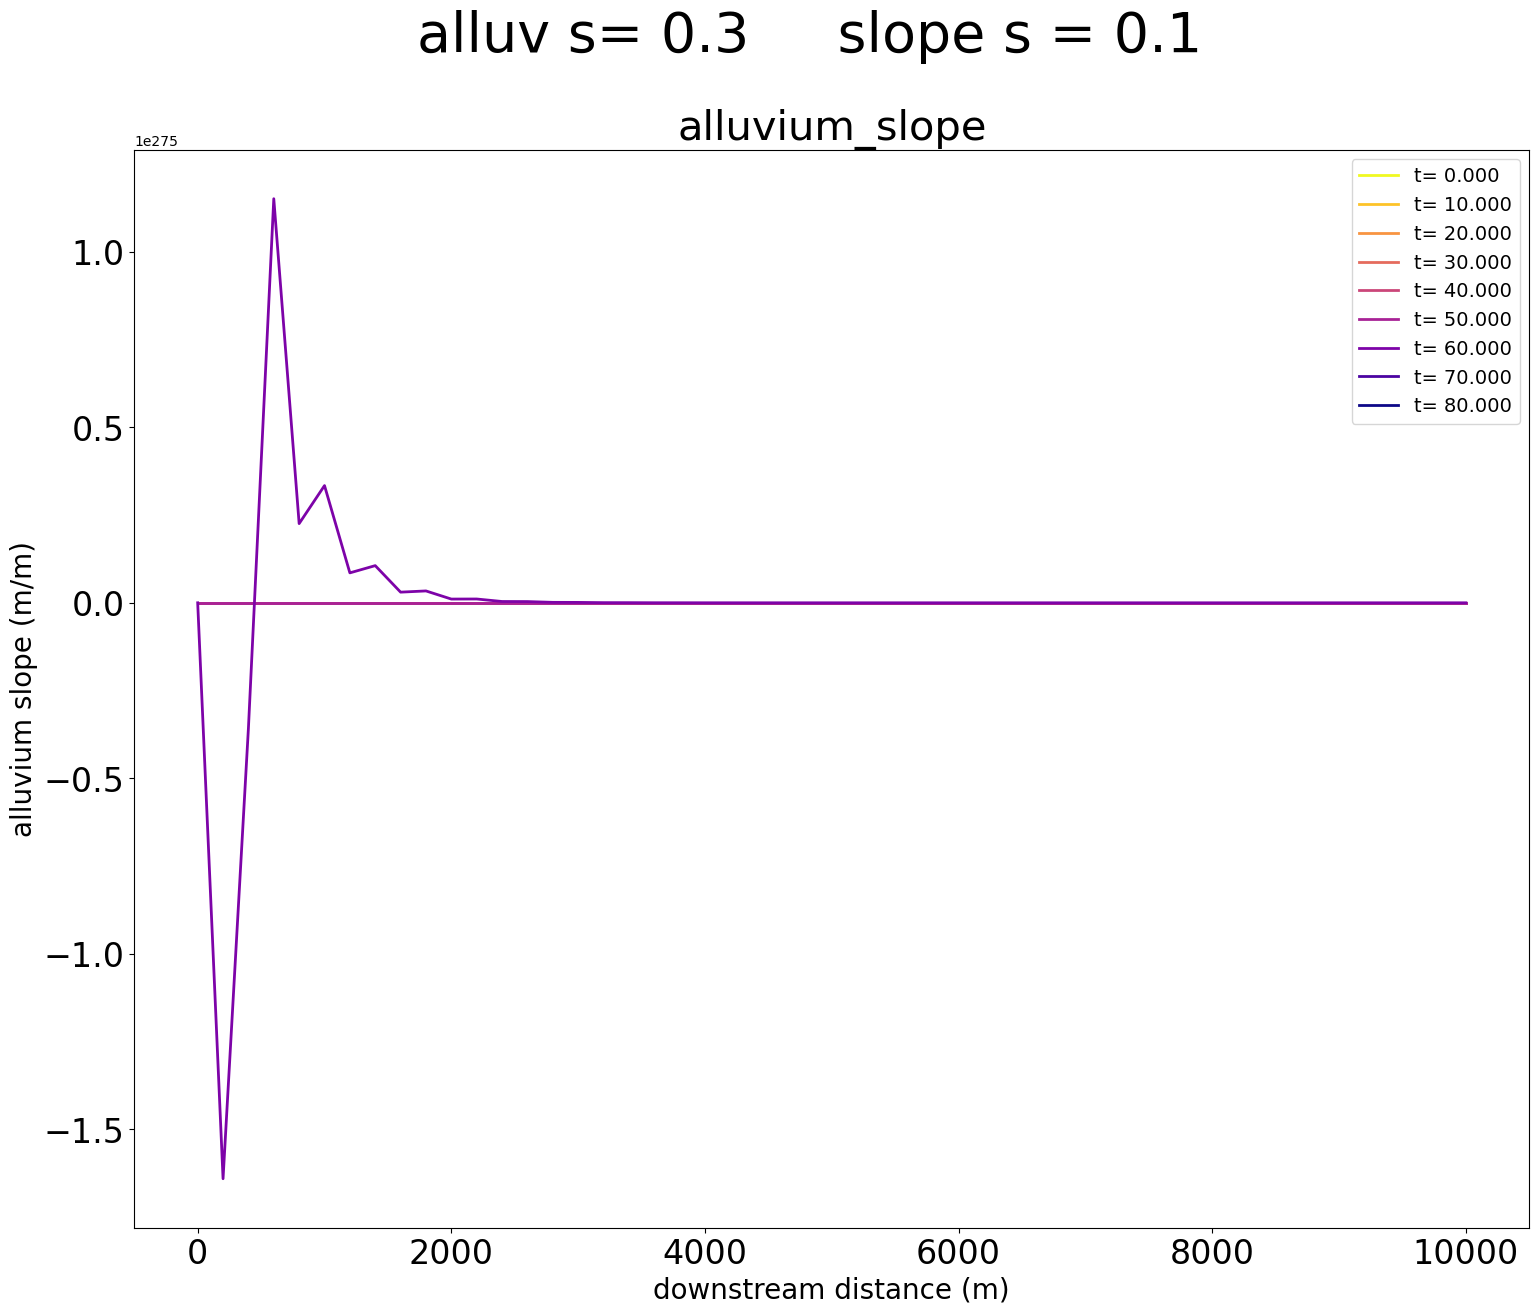 alluv s= 0.3     slope s = 0.1
alluvium_slope
1e275
t= 0.000
t= 10.000
t= 20.000
t= 30.000
t= 40.000
t= 50.000
t= 60.000
t= 70.000
t= 80.000
1.0
0.5
0.0
−0.5
−1.0
−1.5
alluvium slope (m/m)
0 2000 4000 6000 8000 10000
downstream distance (m)